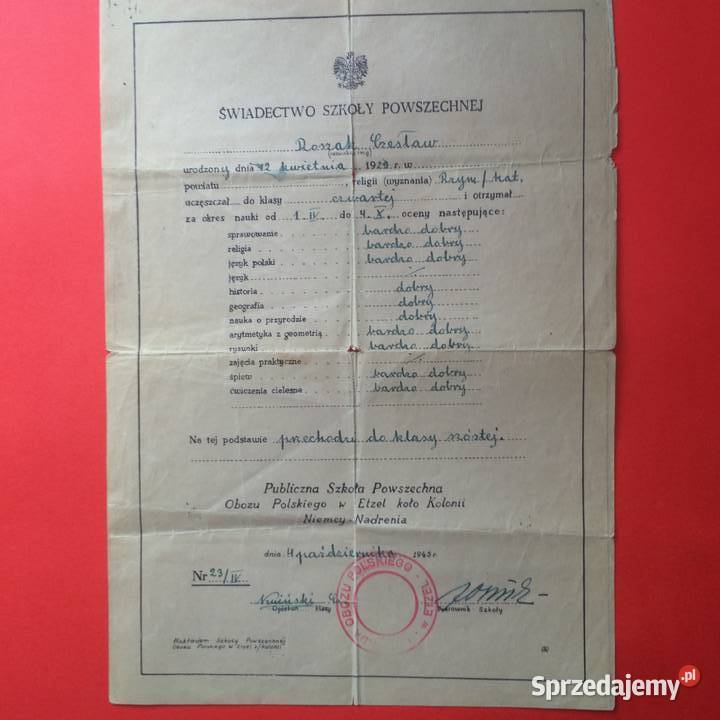 ŚWIADECTWO SZKOŁY POWSZECHNEJ
Roszak Czesław
(nazwisko i imię)
urodzony dnia 12 kwietnia 1929 r. w
powiatu , religii (wyznania) Rzym/kat.
uczęszczał do klasy czwartej i otrzymał
za okres nauki od 1 IV. do 4. X. oceny następujące:
sprawowanie bardzo dobry
religia bardzo dobry
język polski bardzo dobry
język -/-
historia dobry
geografia dobry
nauka o przyrodzie dobry
arytmetyka z geometrią bardzo dobry
rysunki bardzo dobry
zajęcia praktyczne -/-
śpiew bardzo dobry
ćwiczenia cielesne bardzo dobry
Na tej podstawie przechodzi do klasy szóstej.
Publiczna Szkoła Powszechna
Obozu Polskiego w Etzel koło Kolonii
Niemcy-Nadrenia
dnia 4 października 1945 r.
Nr 23/IV
Opiekun klasy
Kierownik Szkoły
OBOZU POLSKIEGO - w ETZEL
Nakładem Szkoły Powszechnej
Obozu Polskiego w Etzel k/Kolonii
Sprzedajemy.pl